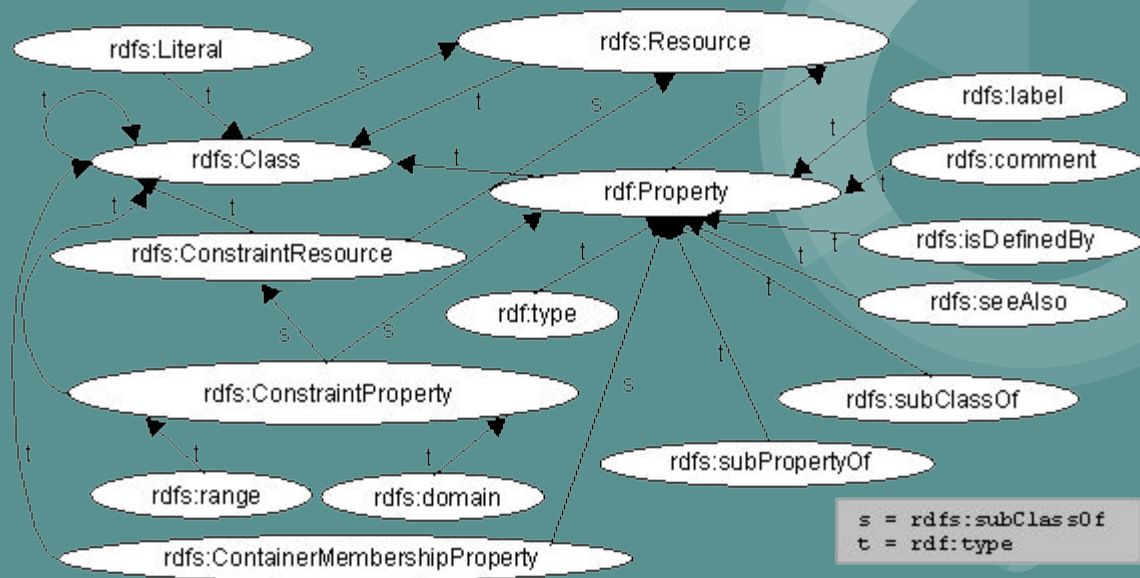 rdfs:Literal
rdfs:Resource
s
t
t
t
s
s
rdfs:label
t
rdfs:Class
t
rdfs:comment
t
rdf:Property
t
t
rdfs:ConstraintResource
t
t
t
t
rdfs:isDefinedBy
rdfs:seeAlso
rdf:type
s
s
t
s
rdfs:ConstraintProperty
rdfs:subClassOf
t
t
t
rdfs:subPropertyOf
rdfs:range
rdfs:domain
rdfs:ContainerMembershipProperty
s = rdfs:subClassOf
t = rdf:type